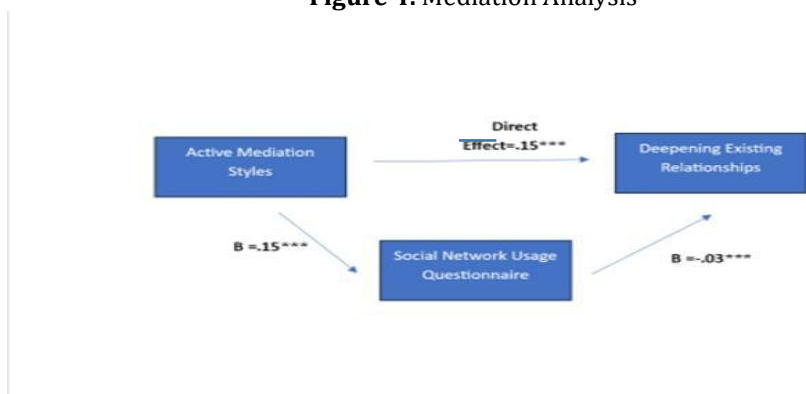 Figure 1. Mediation Analysis
Direct
Effect=.15***
Active Mediation
Styles
Deepening Existing
Relationships
B =.15***
Social Network Usage
Questionnaire
B =-.03***